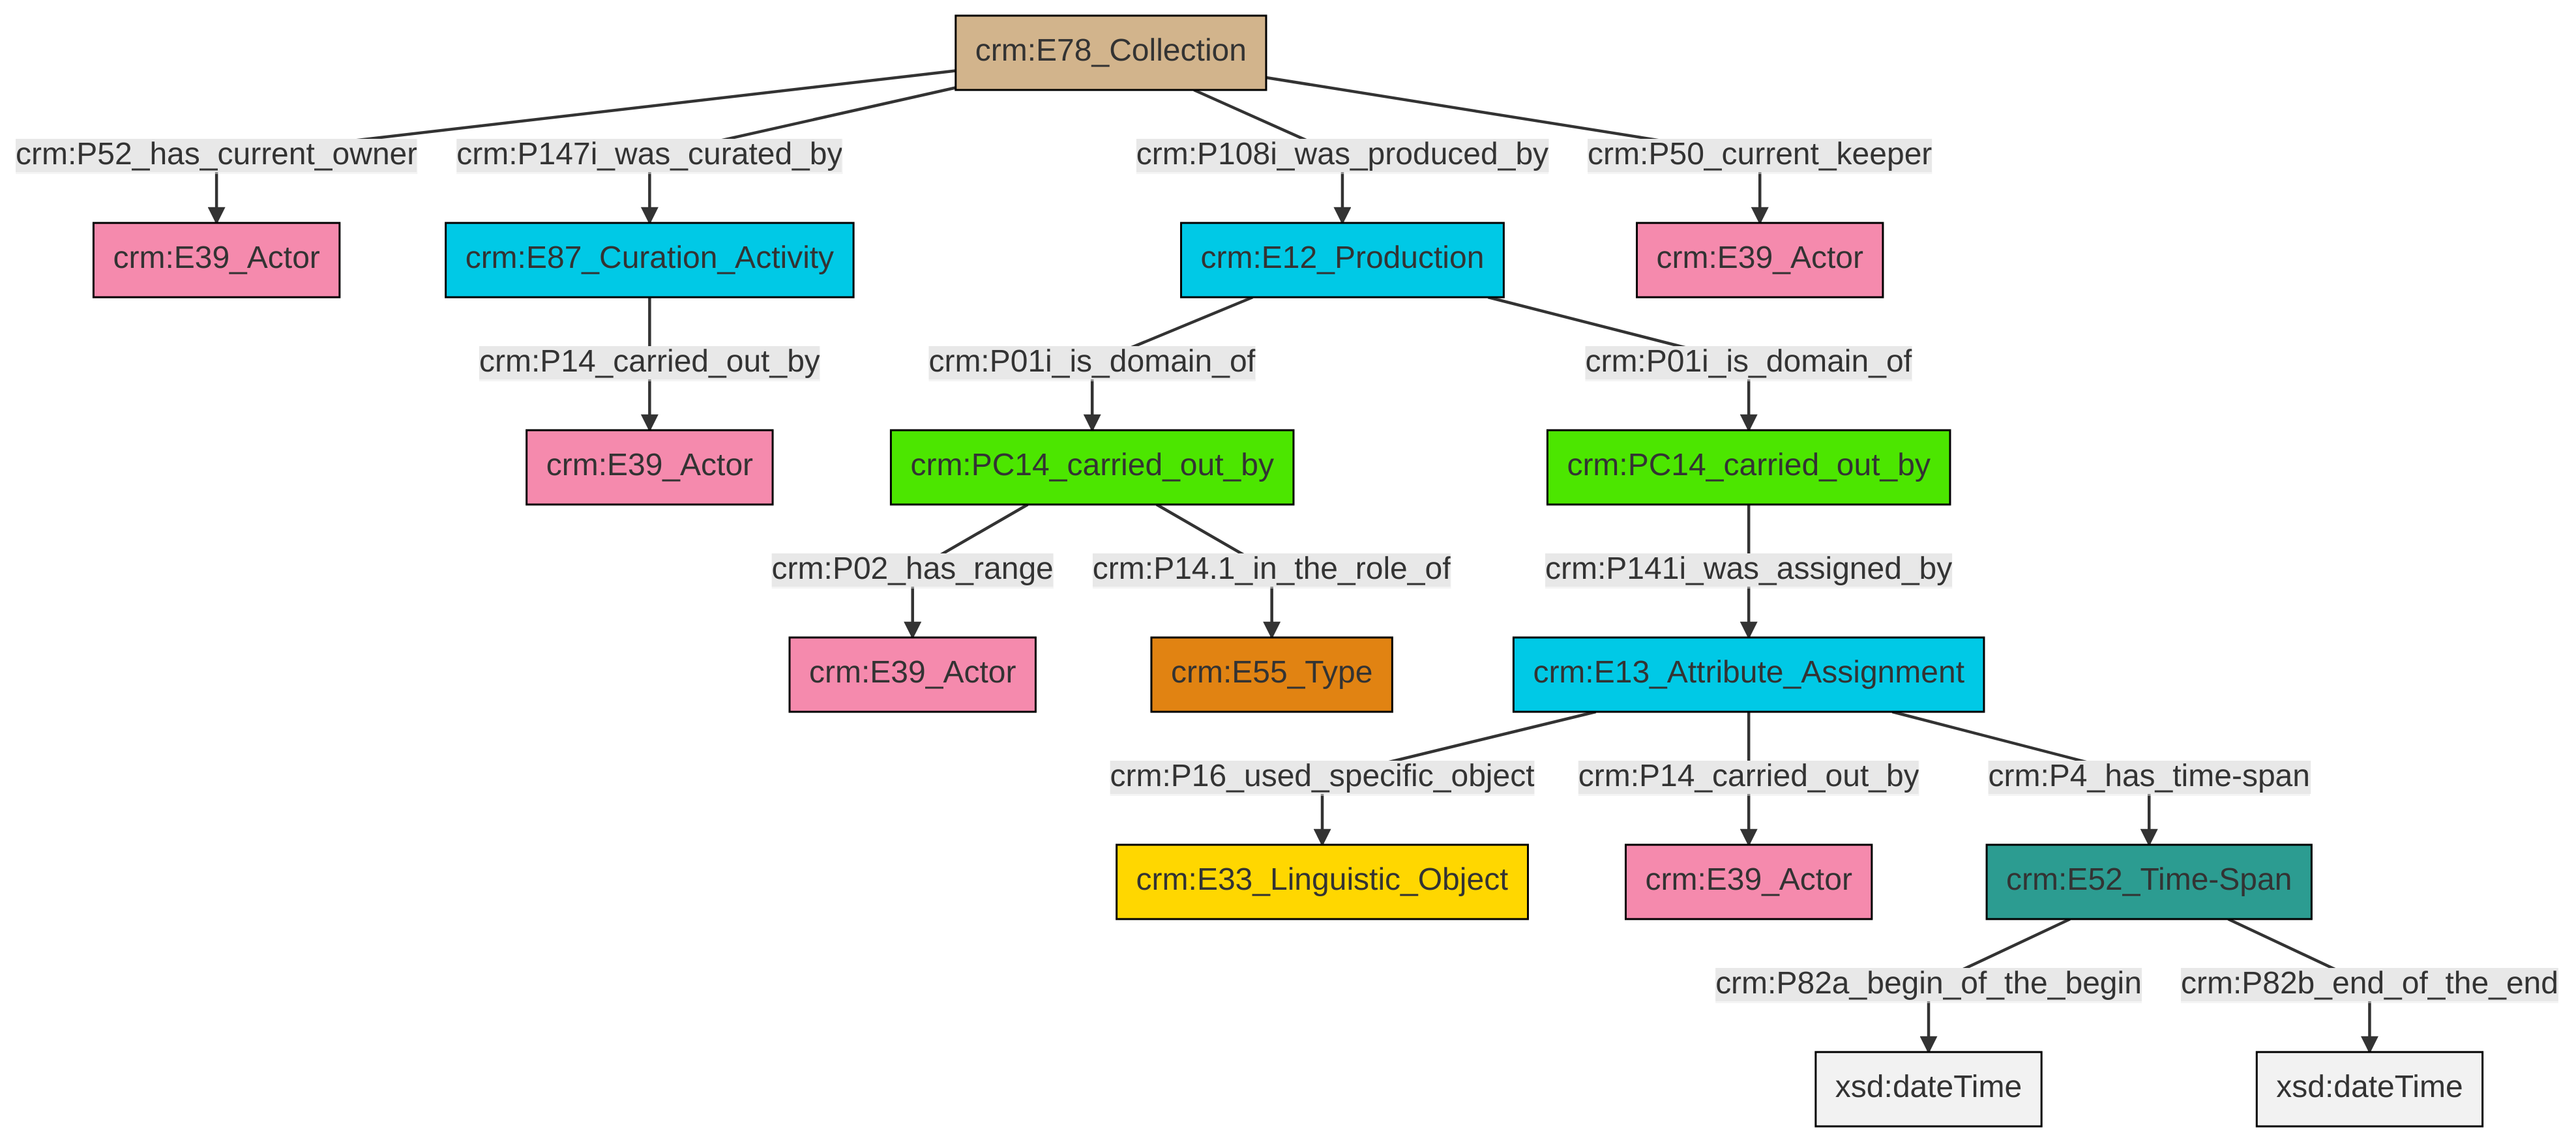 crm:E78_Collection
crm:P52_has_current_owner
crm:P147i_was_curated_by
crm:P108i_was_produced_by
crm:P50_current_keeper
crm:E39_Actor
crm:E87_Curation_Activity
crm:E12_Production
crm:E39_Actor
crm:P14_carried_out_by
crm:P01i_is_domain_of
crm:P01i_is_domain_of
crm:E39_Actor
crm:PC14_carried_out_by
crm:PC14_carried_out_by
crm:P02_has_range
crm:P14.1_in_the_role_of
crm:P141i_was_assigned_by
crm:E39_Actor
crm:E55_Type
crm:E13_Attribute_Assignment
crm:P16_used_specific_object
crm:P14_carried_out_by
crm:P4_has_time-span
crm:E33_Linguistic_Object
crm:E39_Actor
crm:E52_Time-Span
crm:P82a_begin_of_the_begin
crm:P82b_end_of_the_end
xsd:dateTime
xsd:dateTime